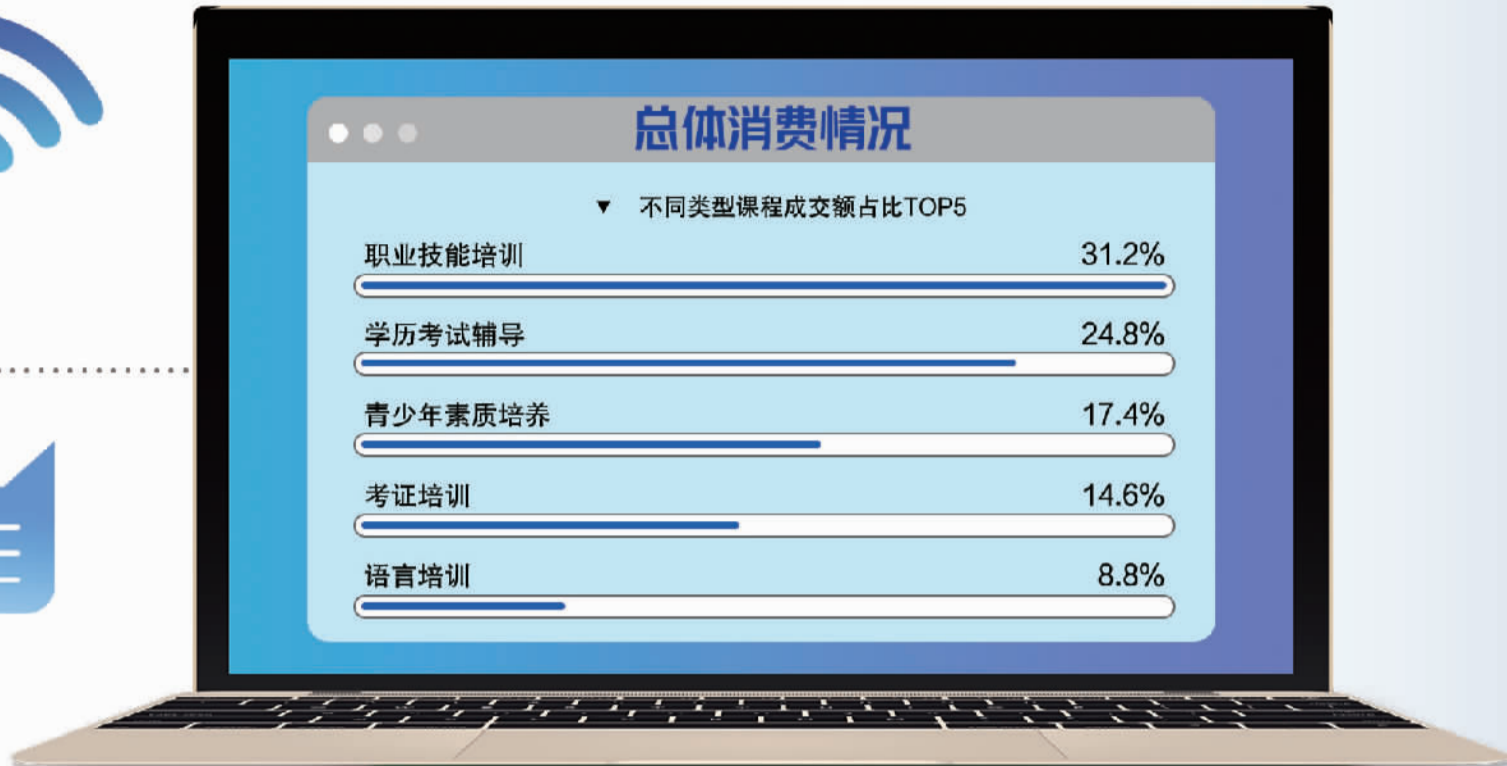 总体消费情况
▼ 不同类型课程成交额占比TOP5
职业技能培训 31.2%
学历考试辅导 24.8%
青少年素质培养 17.4%
考证培训 14.6%
语言培训 8.8%